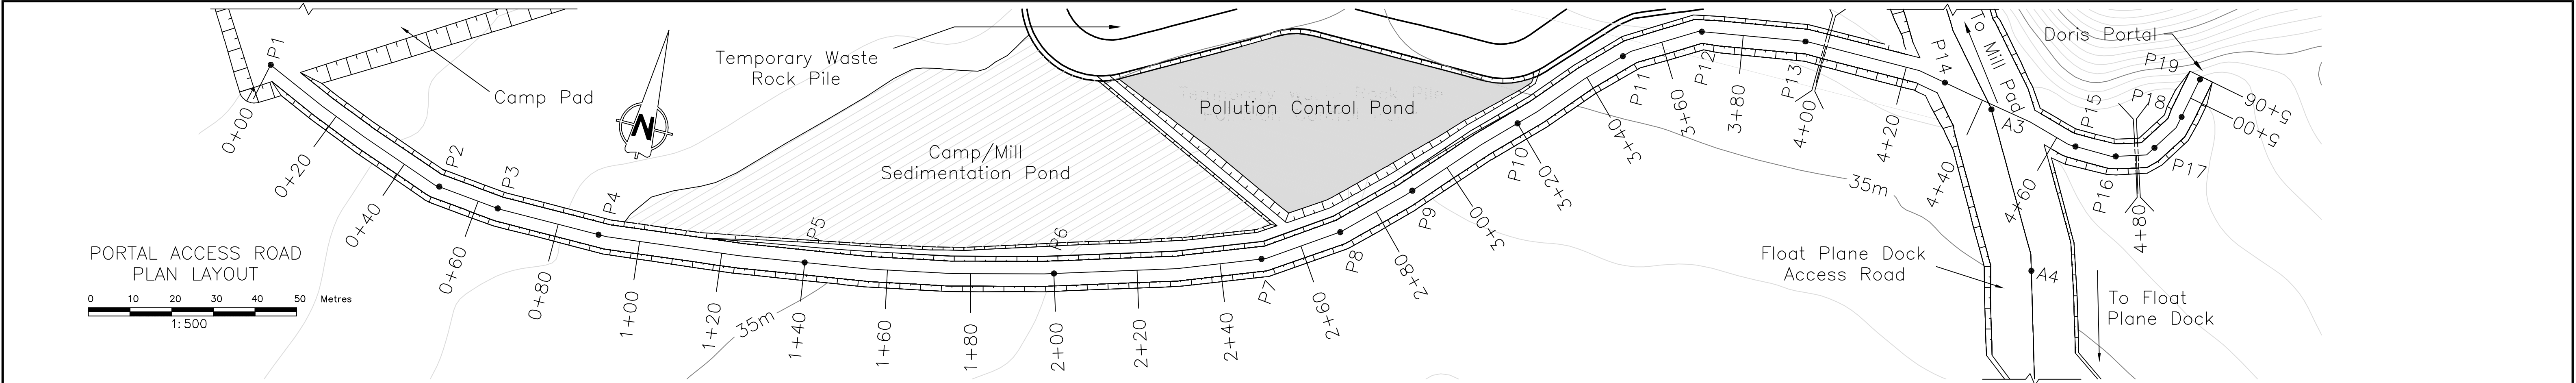 P1
Camp Pad
0+00
0+20
0+40
P2
P3
0+60
0+80
P4
1+00
1+20
P5
1+40
1+60
1+80
P6
2+00
2+20
2+40
P7
2+60
P8
2+80
P9
3+00
P10
3+20
3+40
P11
3+60
P12
3+80
P13
4+00
4+20
P14
4+40
A3
4+60
P15
P16
4+80
P17
P18
P19
5+00
5+06
A4
N
Temporary Waste
Rock Pile
Camp/Mill
Sedimentation Pond
Pollution Control Pond
To Mill Pad
Doris Portal
35m
35m
Float Plane Dock
Access Road
To Float
Plane Dock
PORTAL ACCESS ROAD
PLAN LAYOUT
0 10 20 30 40 50 Metres
1:500